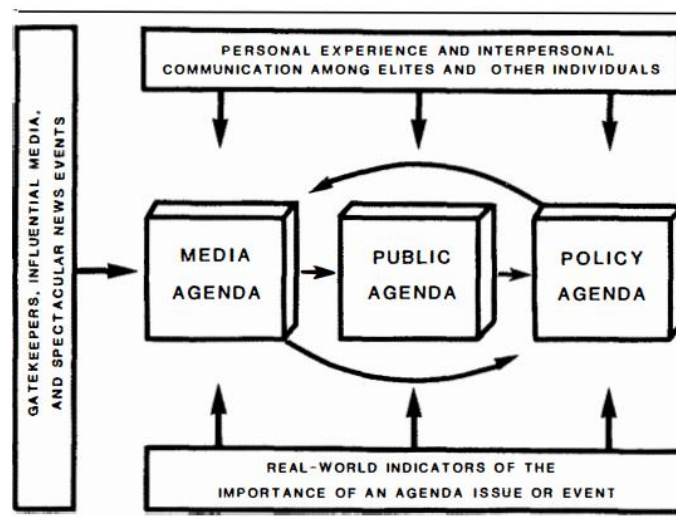 PERSONAL EXPERIENCE AND INTERPERSONAL
COMMUNICATION AMONG ELITES AND OTHER INDIVIDUALS
GATEKEEPERS, INFLUENTIAL MEDIA,
AND SPECTACULAR NEWS EVENTS
MEDIA
AGENDA
PUBLIC
AGENDA
POLICY
AGENDA
REAL-WORLD INDICATORS OF THE
IMPORTANCE OF AN AGENDA ISSUE OR EVENT